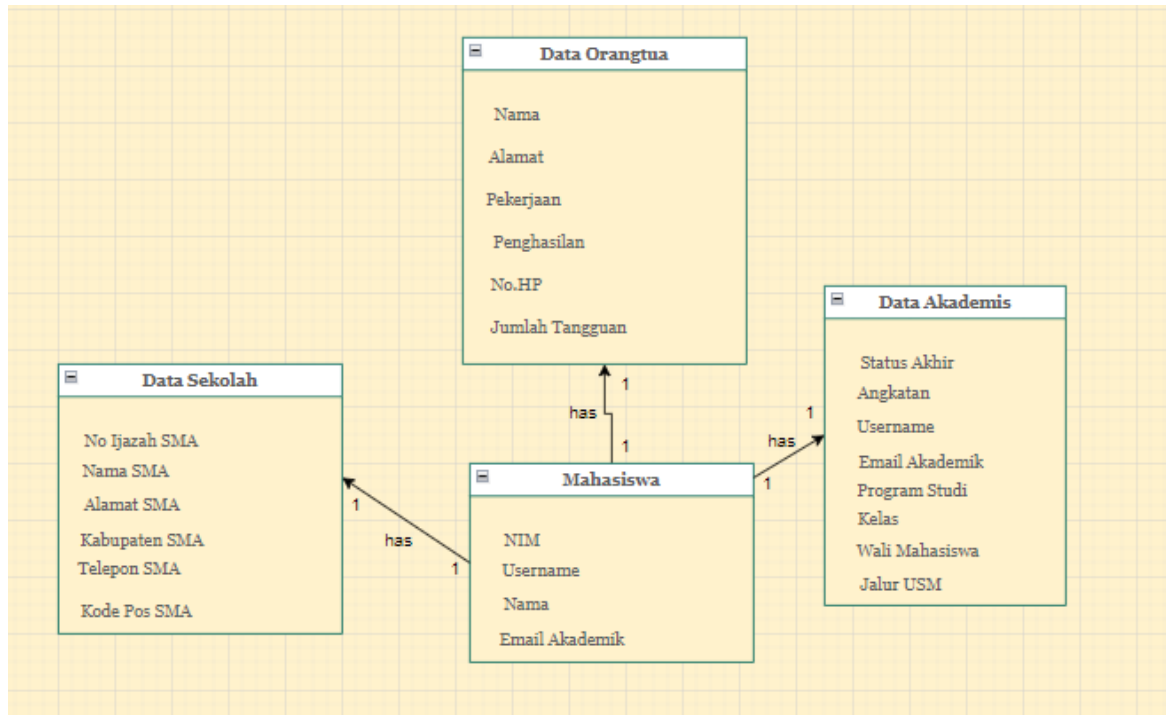 Data Orangtua
Nama
Alamat
Pekerjaan
Penghasilan
No.HP
Jumlah Tangguan
1
has
1
Data Akademis
Status Akhir
Angkatan
Username
Email Akademik
Program Studi
Kelas
Wali Mahasiswa
Jalur USM
1
has
1
Data Sekolah
No Ijazah SMA
Nama SMA
Alamat SMA
Kabupaten SMA
Telepon SMA
Kode Pos SMA
1
has
1
Mahasiswa
NIM
Username
Nama
Email Akademik